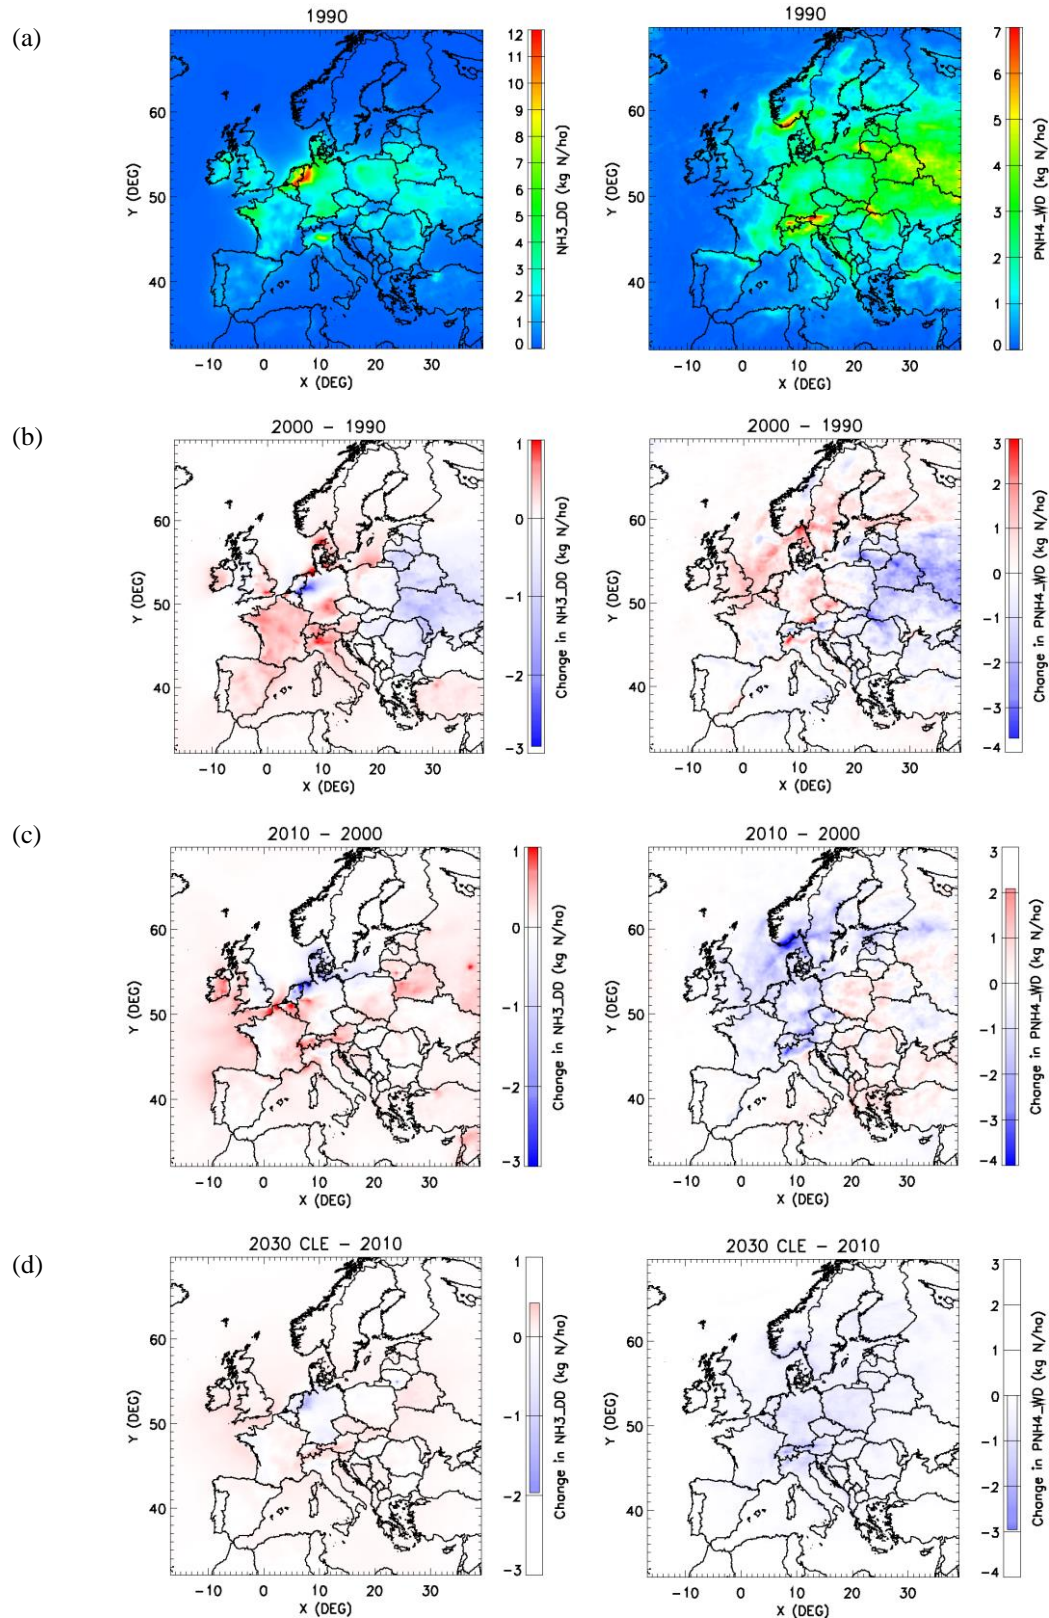 (a)
1990
12
11
10
9
8
7
6
5
4
3
2
1
0
NH3_DD (kg N/ha)
60
50
40
Y (DEG)
-10 0 10 20 30
X (DEG)
1990
7
6
5
4
3
2
1
0
PNH4_WD (kg N/ha)
60
50
40
Y (DEG)
-10 0 10 20 30
X (DEG)
(b)
2000 - 1990
1
0
-1
-2
-3
Change in NH3_DD (kg N/ha)
60
50
40
Y (DEG)
-10 0 10 20 30
X (DEG)
2000 - 1990
3
2
1
0
-1
-2
-3
-4
Change in PNH4_WD (kg N/ha)
60
50
40
Y (DEG)
-10 0 10 20 30
X (DEG)
(c)
2010 - 2000
1
0
-1
-2
-3
Change in NH3_DD (kg N/ha)
60
50
40
Y (DEG)
-10 0 10 20 30
X (DEG)
2010 - 2000
3
2
1
0
-1
-2
-3
-4
Change in PNH4_WD (kg N/ha)
60
50
40
Y (DEG)
-10 0 10 20 30
X (DEG)
(d)
2030 CLE - 2010
1
0
-1
-2
-3
Change in NH3_DD (kg N/ha)
60
50
40
Y (DEG)
-10 0 10 20 30
X (DEG)
2030 CLE - 2010
3
2
1
0
-1
-2
-3
-4
Change in PNH4_WD (kg N/ha)
60
50
40
Y (DEG)
-10 0 10 20 30
X (DEG)